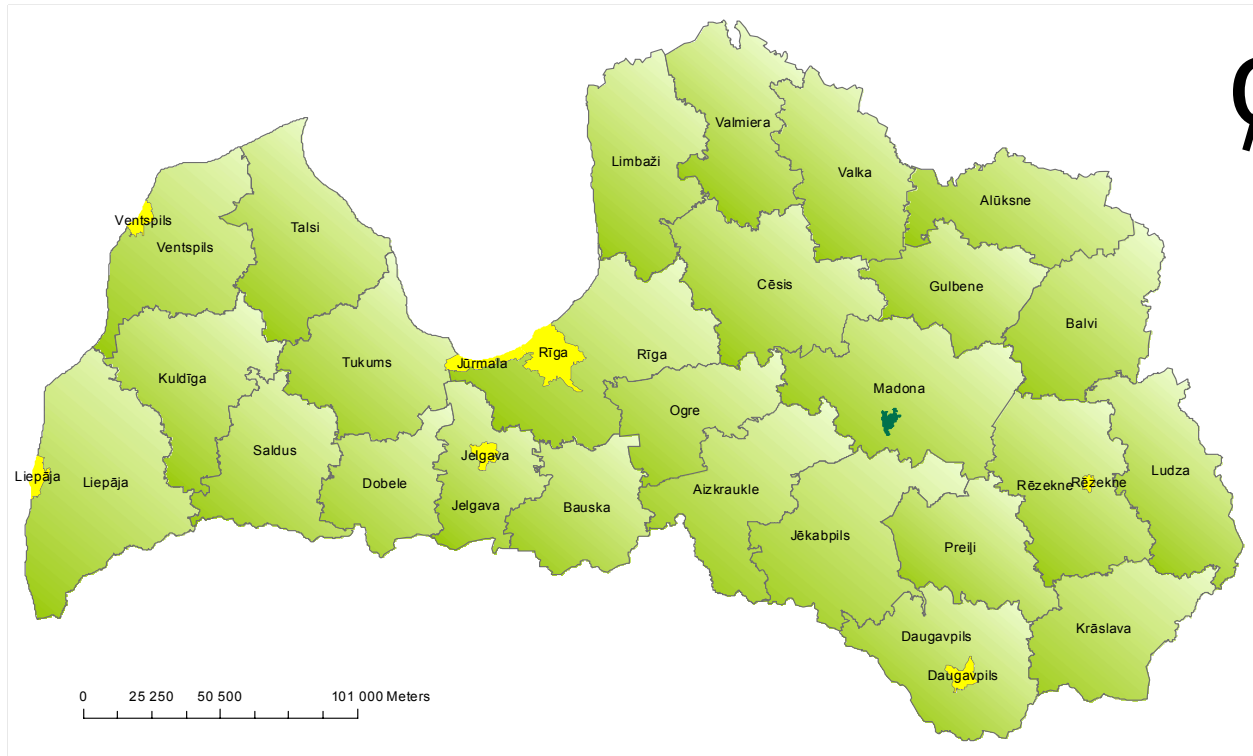 Valmiera
Limbaži
Valka
Alūksne
Ventspils
Talsi
Ventspils
Cēsis
Gulbene
Balvi
Rīga
Rīga
Jūrmala
Tukums
Kuldīga
Madona
Ogre
Saldus
Jelgava
Ludza
Liepāja
Liepāja
Dobele
Rēzekne
Rēzekne
Aizkraukle
Jelgava
Bauska
Jēkabpils
Preiļi
Krāslava
Daugavpils
Daugavpils
0 25 250 50 500 101 000 Meters